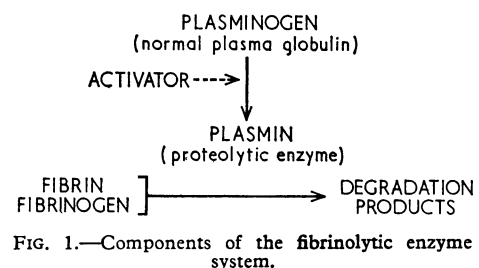 PLASMINOGEN
(normal plasma globulin)
ACTIVATOR
PLASMIN
(proteolytic enzyme)
FIBRIN
FIBRINOGEN
DEGRADATION
PRODUCTS
FIG. 1.—Components of the fibrinolytic enzyme
system.